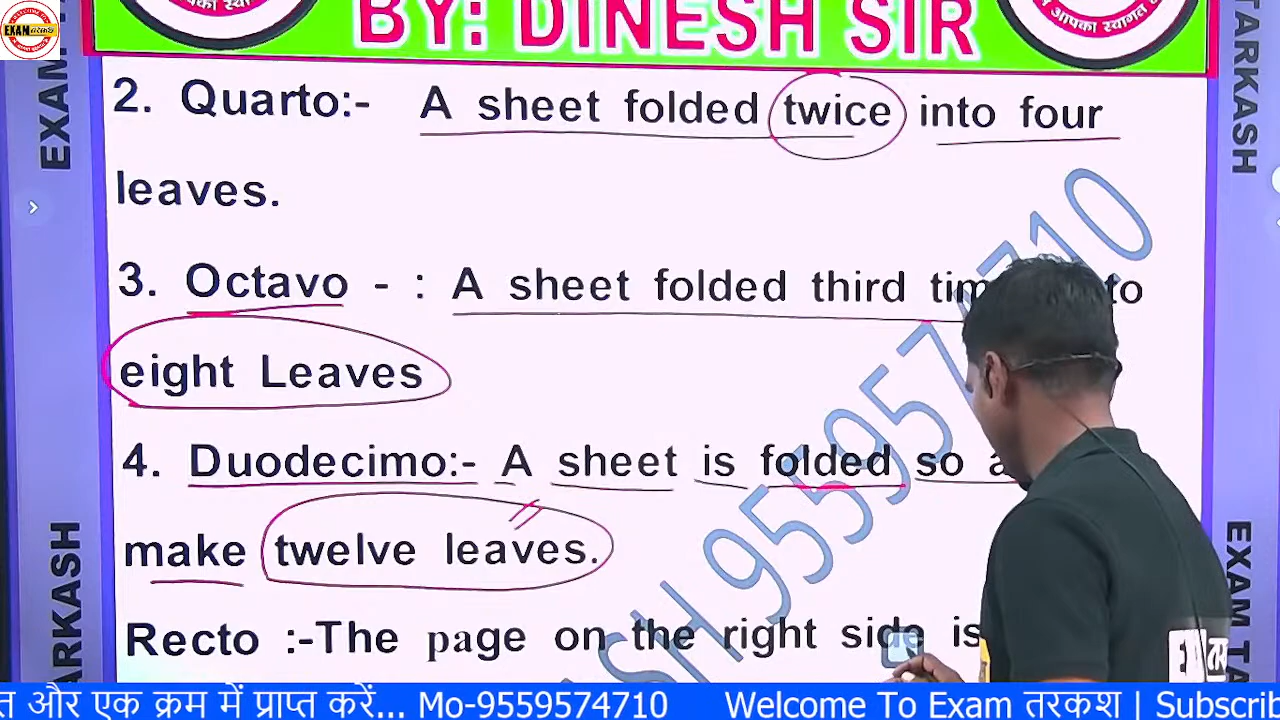 EXAM तरकश
BY: DINESH SIR
2. Quarto:- A sheet folded twice into four
leaves.
3. Octavo - : A sheet folded third to
eight Leaves
4. Duodecimo:- A sheet is folded so
make twelve leaves.
Recto :-The page on the right side is
9559574710
EXAM
TARKASH
TARKASH
EXAM
और एक क्रम में प्राप्त करें... Mo-9559574710 Welcome To Exam तरकश |